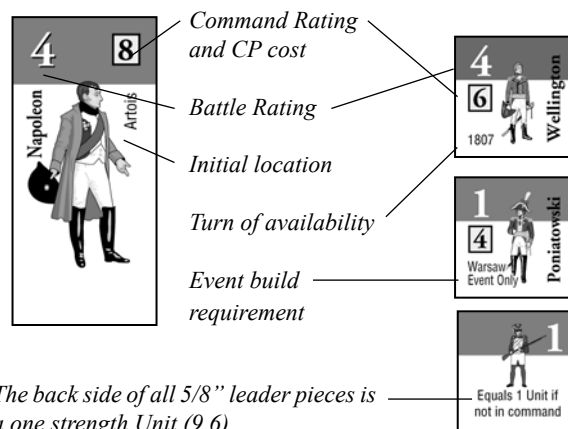 4
8
Napoleon
Artois
Command Rating
and CP cost
Battle Rating
Initial location
Turn of availability
Event build
requirement
4
6
1807
Wellington
1
4
Warsaw
Event Only
Poniatowski
1
Equals 1 Unit if
not in command
The back side of all 5/8” leader pieces is
a one strength Unit (9.6)